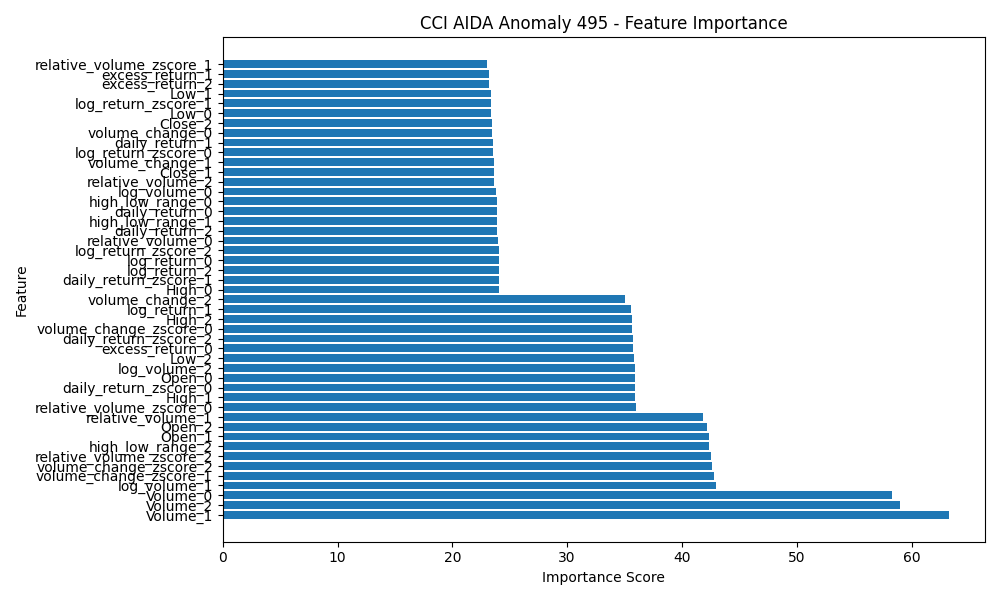 CCI AIDA Anomaly 495 - Feature Importance
relative_volume_zscore_1
excess_return_1
excess_return_2
Low_1
log_return_zscore_1
Low_0
Close_2
volume_change_0
daily_return_1
log_return_zscore_0
volume_change_1
Close_1
relative_volume_2
log_volume_0
high_low_range_0
daily_return_0
high_low_range_1
daily_return_2
relative_volume_0
log_return_zscore_2
log_return_0
log_return_2
daily_return_zscore_1
High_0
volume_change_2
log_return_1
High_2
volume_change_zscore_0
daily_return_zscore_2
excess_return_0
Low_2
log_volume_2
Open_0
daily_return_zscore_0
High_1
relative_volume_zscore_0
relative_volume_1
Open_2
Open_1
high_low_range_2
relative_volume_zscore_2
volume_change_zscore_2
volume_change_zscore_1
log_volume_1
Volume_0
Volume_2
Volume_1
Feature
0 10 20 30 40 50 60
Importance Score